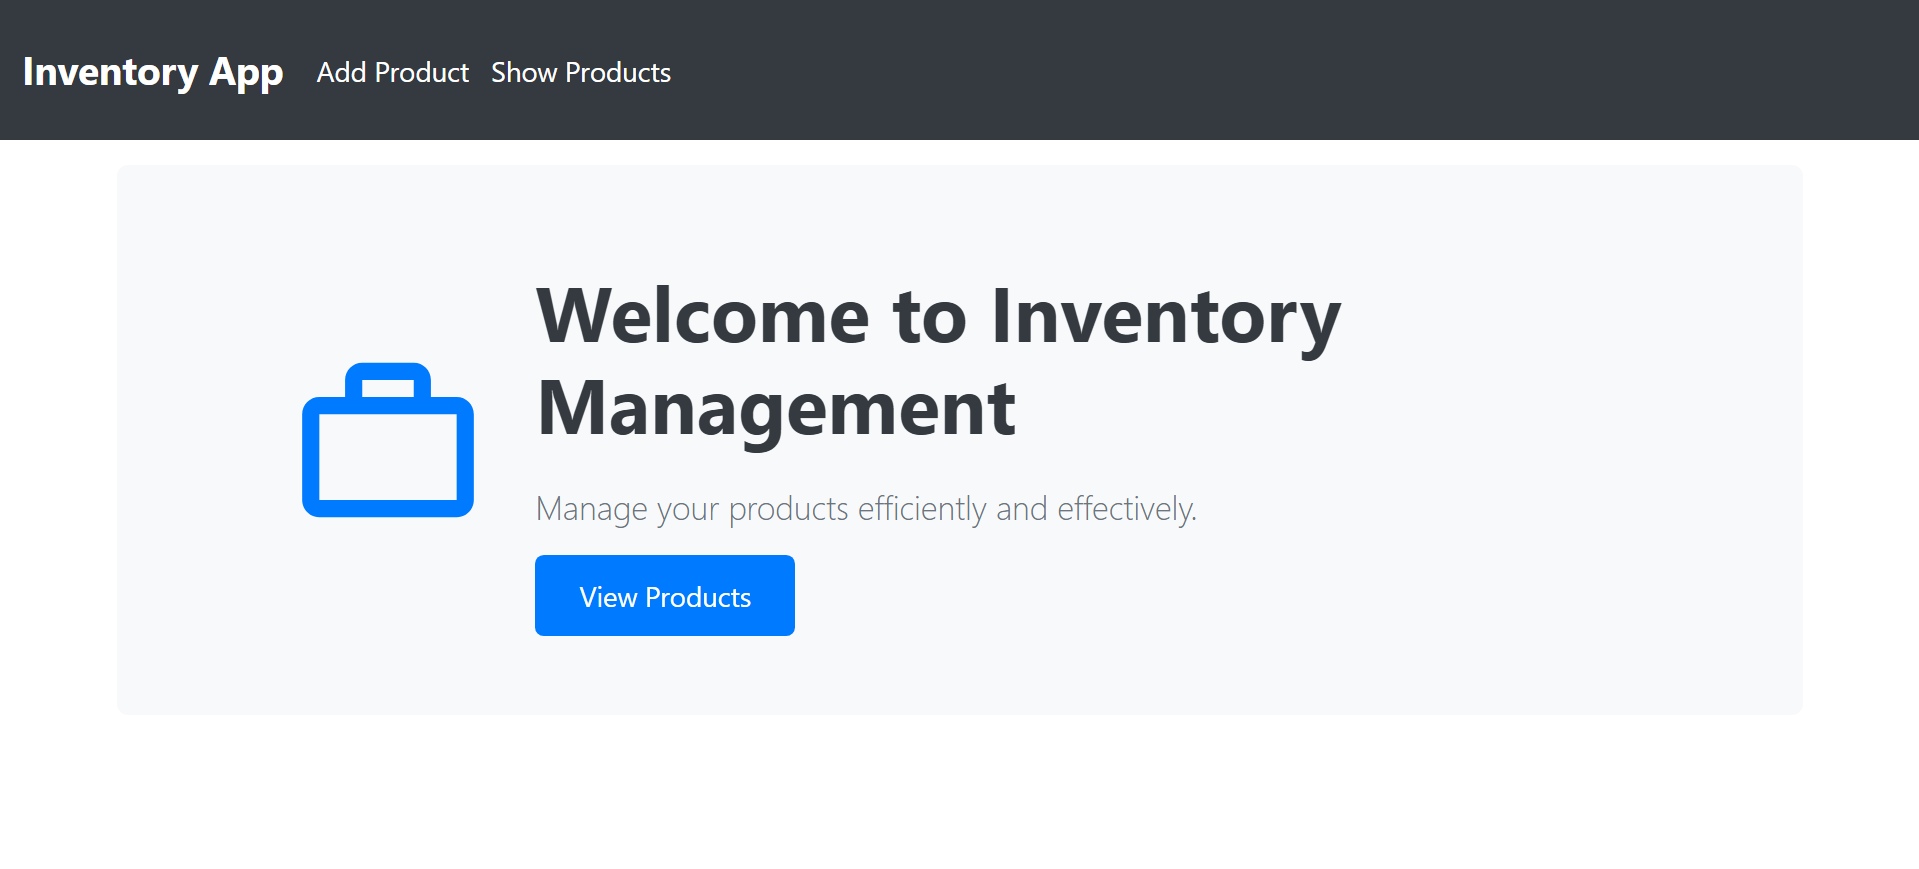 Inventory App Add Product Show Products
Welcome to Inventory
Management
Manage your products efficiently and effectively.
View Products